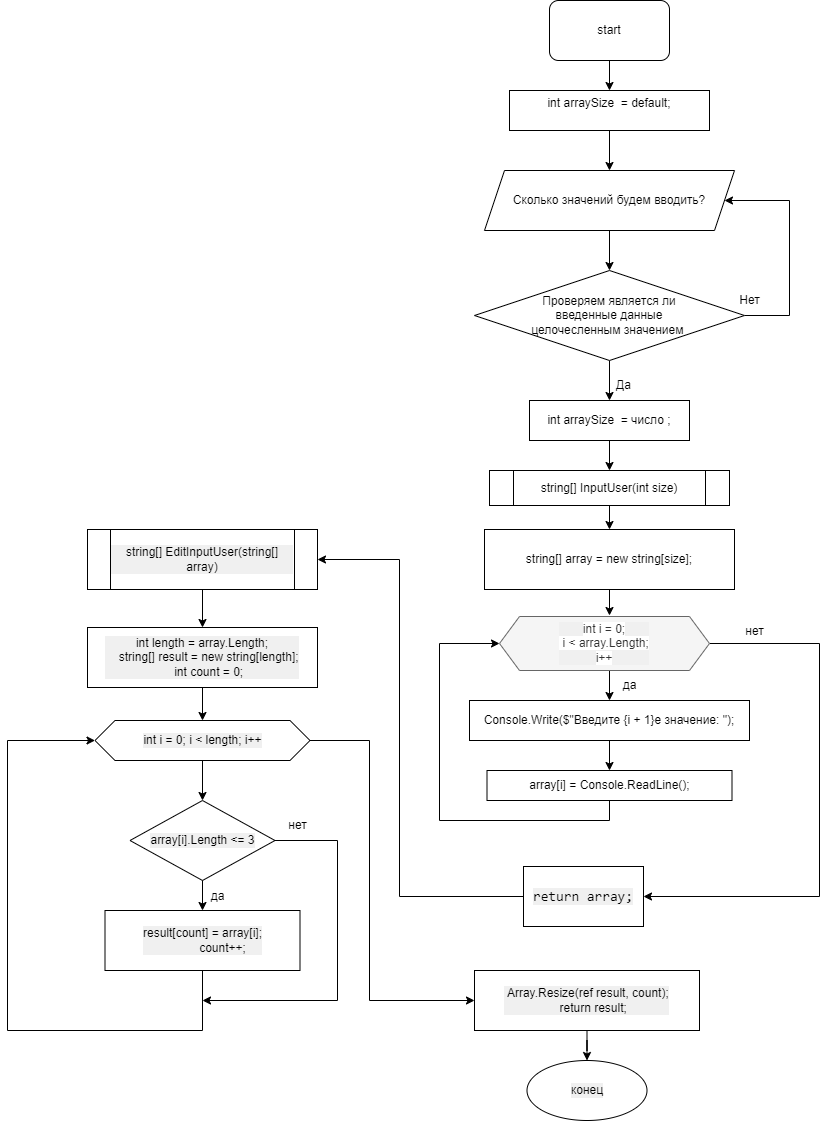 start
int arraySize  = default;
Сколько значений будем вводить?
Проверяем является ли
введенные данные
целочесленным значением
Нет
Да
int arraySize  = число ;
string[] InputUser(int size)
string[] array = new string[size];
int i = 0;
i < array.Length;
i++
нет
да
Console.Write($"Введите {i + 1}е значение: ");
array[i] = Console.ReadLine();
return array;
string[] EditInputUser(string[]
array)
int length = array.Length;
string[] result = new string[length];
int count = 0;
int i = 0; i < length; i++
array[i].Length <= 3
нет
да
result[count] = array[i];
count++;
Array.Resize(ref result, count);
return result;
конец